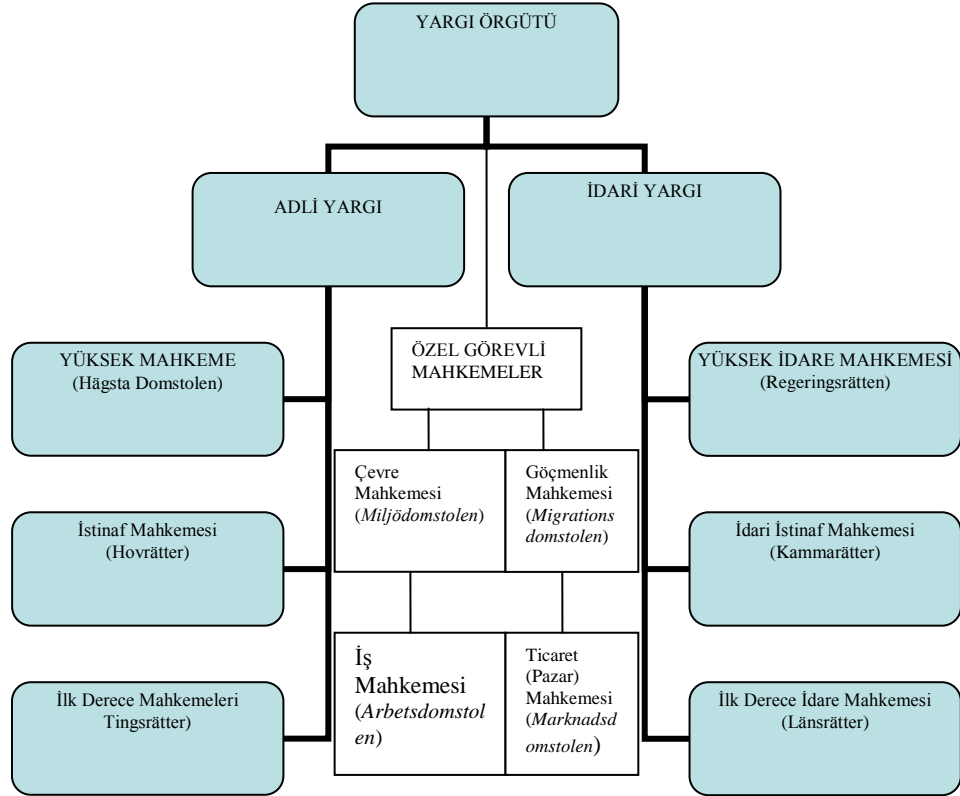 YARGI ÖRGÜTÜ
ADLİ YARGI
İDARİ YARGI
ÖZEL GÖREVLİ
MAHKEMELER
YÜKSEK MAHKEME
(Hägsta Domstolen)
YÜKSEK İDARE MAHKEMESİ
(Regeringsrätten)
Çevre
Mahkemesi
(Miljödomstolen)
Göçmenlik
Mahkemesi
(Migrations
domstolen)
İstinaf Mahkemesi
(Hovrätter)
İdari İstinaf Mahkemesi
(Kammarätter)
İş
Mahkemesi
(Arbetsdomstol
en)
Ticaret
(Pazar)
Mahkemesi
(Marknadsd
omstolen)
İlk Derece Mahkemeleri
Tingsrätter)
İlk Derece İdare Mahkemesi
(Länsrätter)